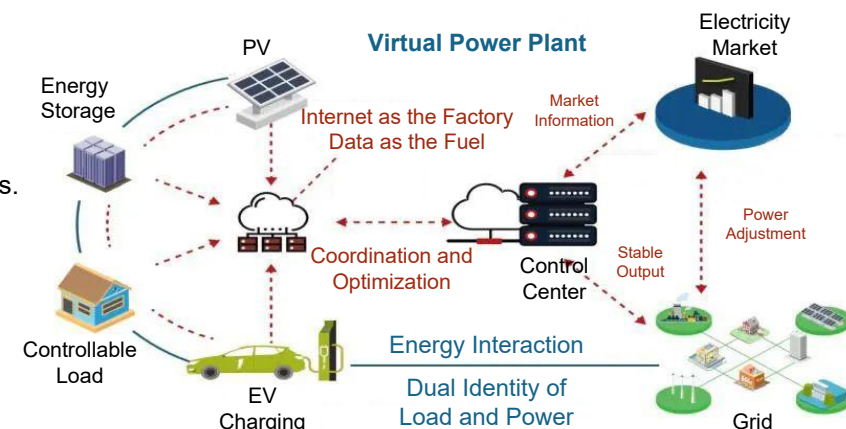 Virtual Power Plant
PV
Energy
Storage
Electricity
Market
Internet as the Factory
Data as the Fuel
Market
Information
s.
Coordination and
Optimization
Control
Center
Stable
Output
Power
Adjustment
Controllable
Load
EV
Charging
Energy Interaction
Dual Identity of
Load and Power
Grid